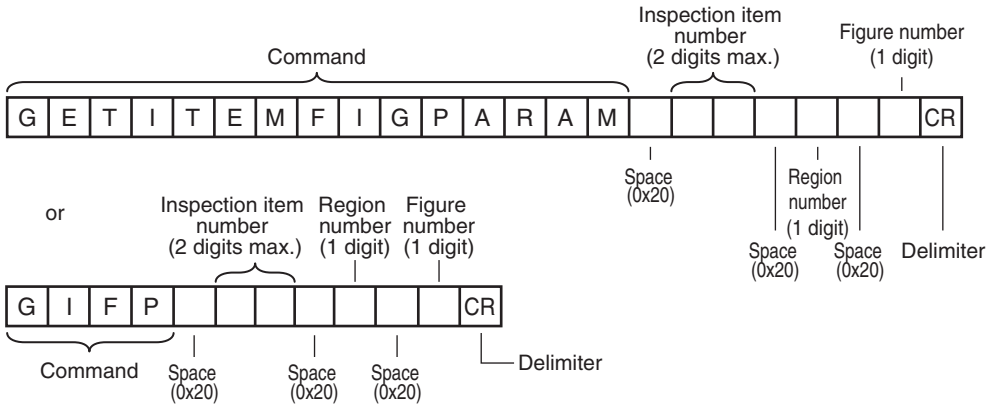 Inspection item
number
(2 digits max.)
Figure number
(1 digit)
Command
G E T I T E M F I G P A R A M CR
Space
(0x20)
Region
number
(1 digit)
Space
(0x20)
Space
(0x20)
Delimiter
or
Inspection item
number
(2 digits max.)
Region
number
(1 digit)
Figure
number
(1 digit)
G I F P CR
Command
Space
(0x20)
Space
(0x20)
Space
(0x20)
Delimiter